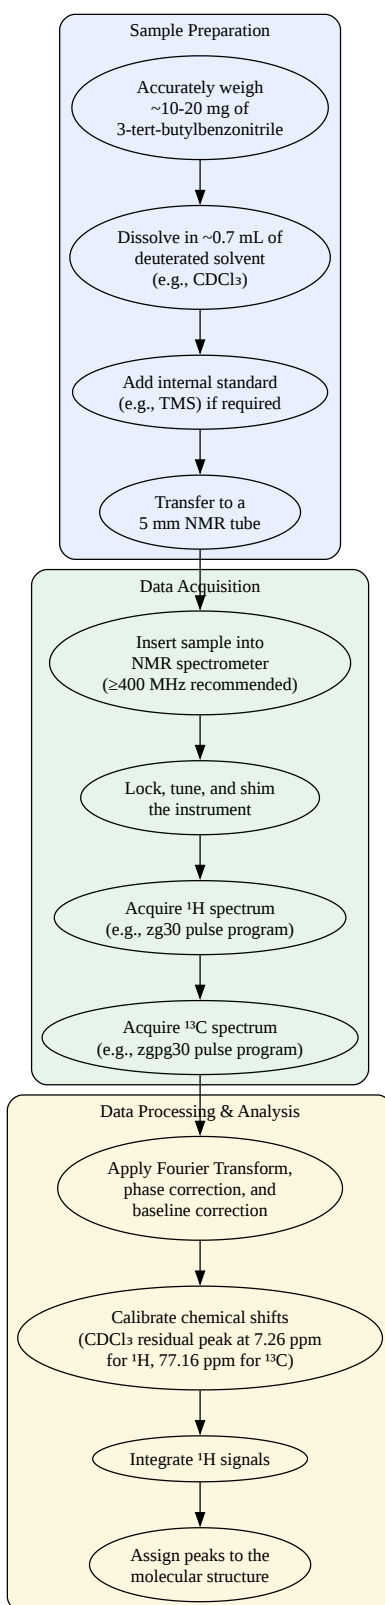 Sample Preparation
Accurately weigh
~10-20 mg of
3-tert-butylbenzonitrile
Dissolve in ~0.7 mL of
deuterated solvent
(e.g., CDCl₃)
Add internal standard
(e.g., TMS) if required
Transfer to a
5 mm NMR tube
Data Acquisition
Insert sample into
NMR spectrometer
(≥400 MHz recommended)
Lock, tune, and shim
the instrument
Acquire ¹H spectrum
(e.g., zg30 pulse program)
Acquire ¹³C spectrum
(e.g., zgpg30 pulse program)
Data Processing & Analysis
Apply Fourier Transform,
phase correction, and
baseline correction
Calibrate chemical shifts
(CDCl₃ residual peak at 7.26 ppm
for ¹H, 77.16 ppm for ¹³C)
Integrate ¹H signals
Assign peaks to the
molecular structure